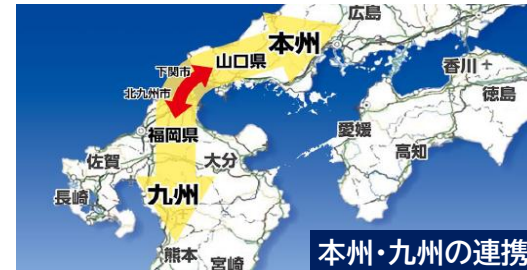 広島
本州
山口県
下関市
北九州市
香川
徳島
福岡県
愛媛
高知
佐賀
大分
長崎
九州
熊本
宮崎
本州・九州の連携